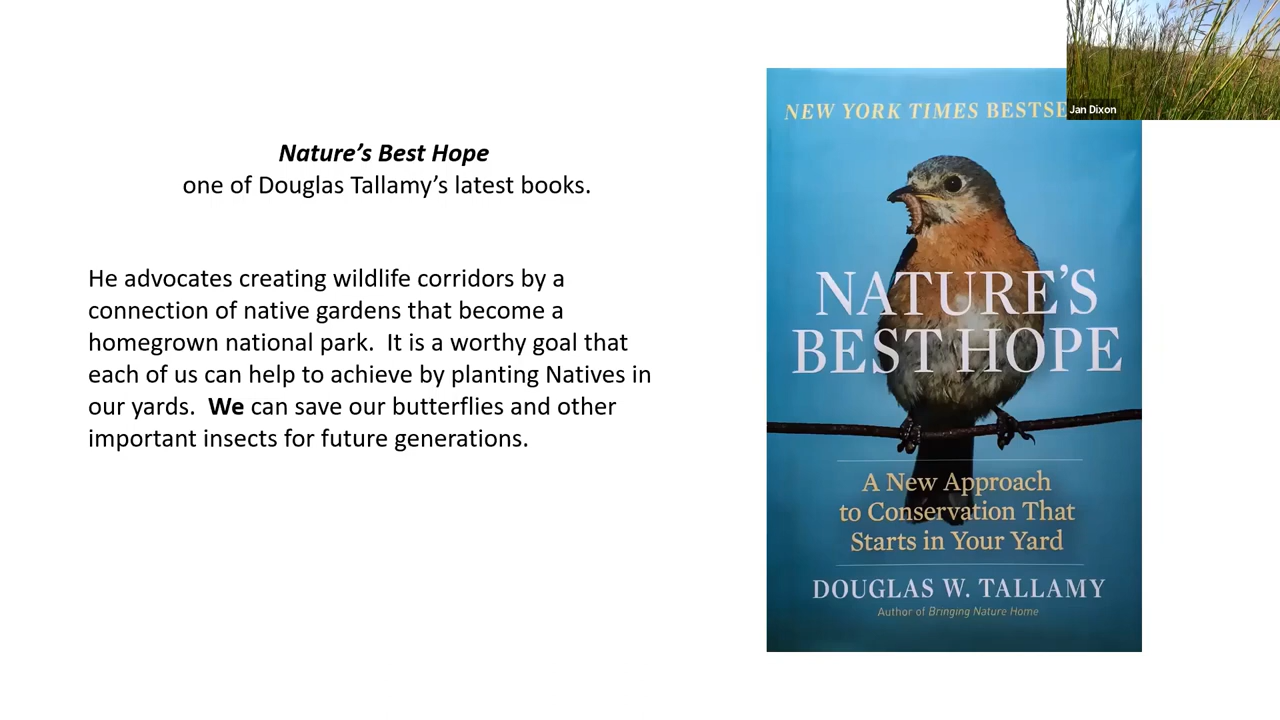 Nature's Best Hope
one of Douglas Tallamy's latest books.
He advocates creating wildlife corridors by a
connection of native gardens that become a
homegrown national park.  It is a worthy goal that
each of us can help to achieve by planting Natives in
our yards.  We can save our butterflies and other
important insects for future generations.
NEW YORK TIMES BESTSE
Jan Dixon
NATURE'S
BEST HOPE
A New Approach
to Conservation That
Starts in Your Yard
DOUGLAS W. TALLAMY
Author of Bringing Nature Home